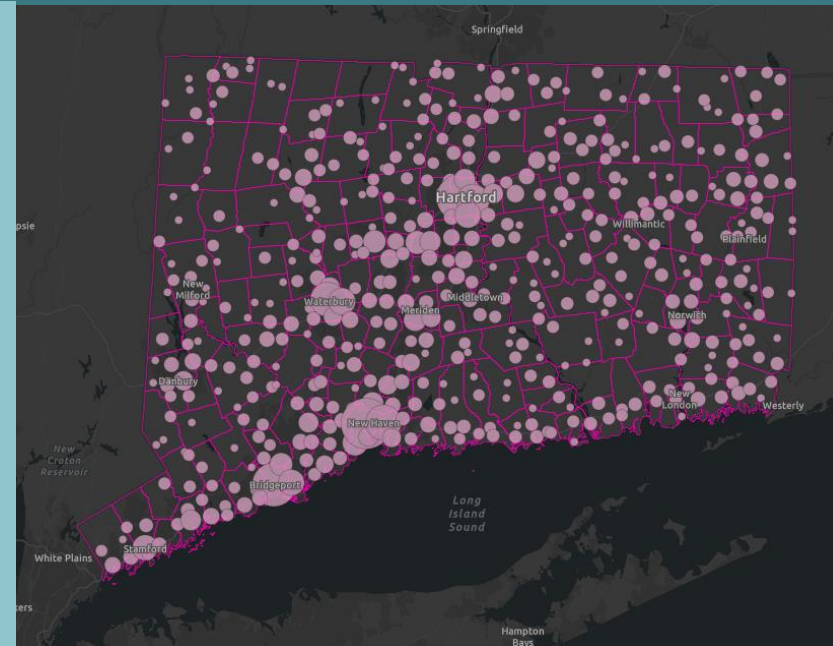 Springfield
Hartford
psie
Willimantic
Plainfield
New
Milford
Waterbury
Meriden
Middletown
Norwich
Danbury
New Haven
New
London
Westerly
New
Croton
Reservoir
Bridgeport
Long
Island
Sound
White Plains
Stamford
kers
Hampton
Bays